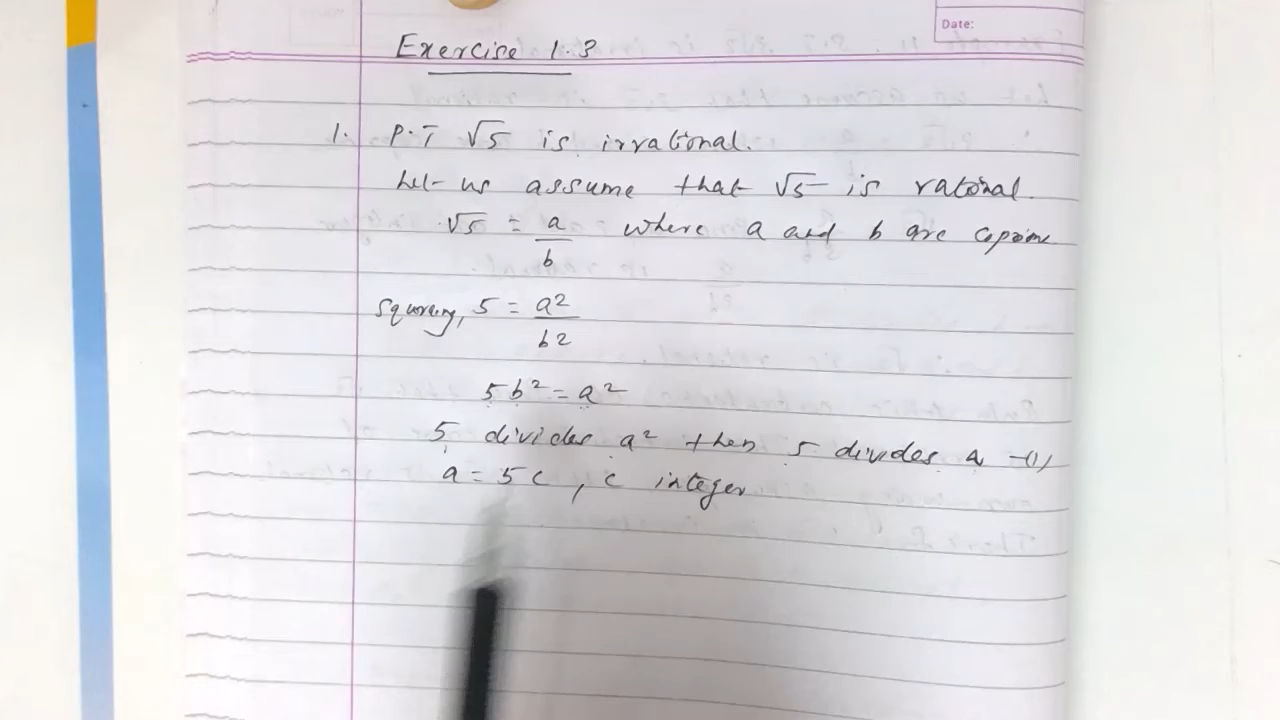 Date:
Exercise 1.3
1. P.T √5 is irrational.
Let us assume that √5 is rational.
√5 = a/b where a and b are coprime
Squaring, 5 = a²/b²
5b² = a²
5 divides a² then 5 divides a —(1)
a = 5c, c integer